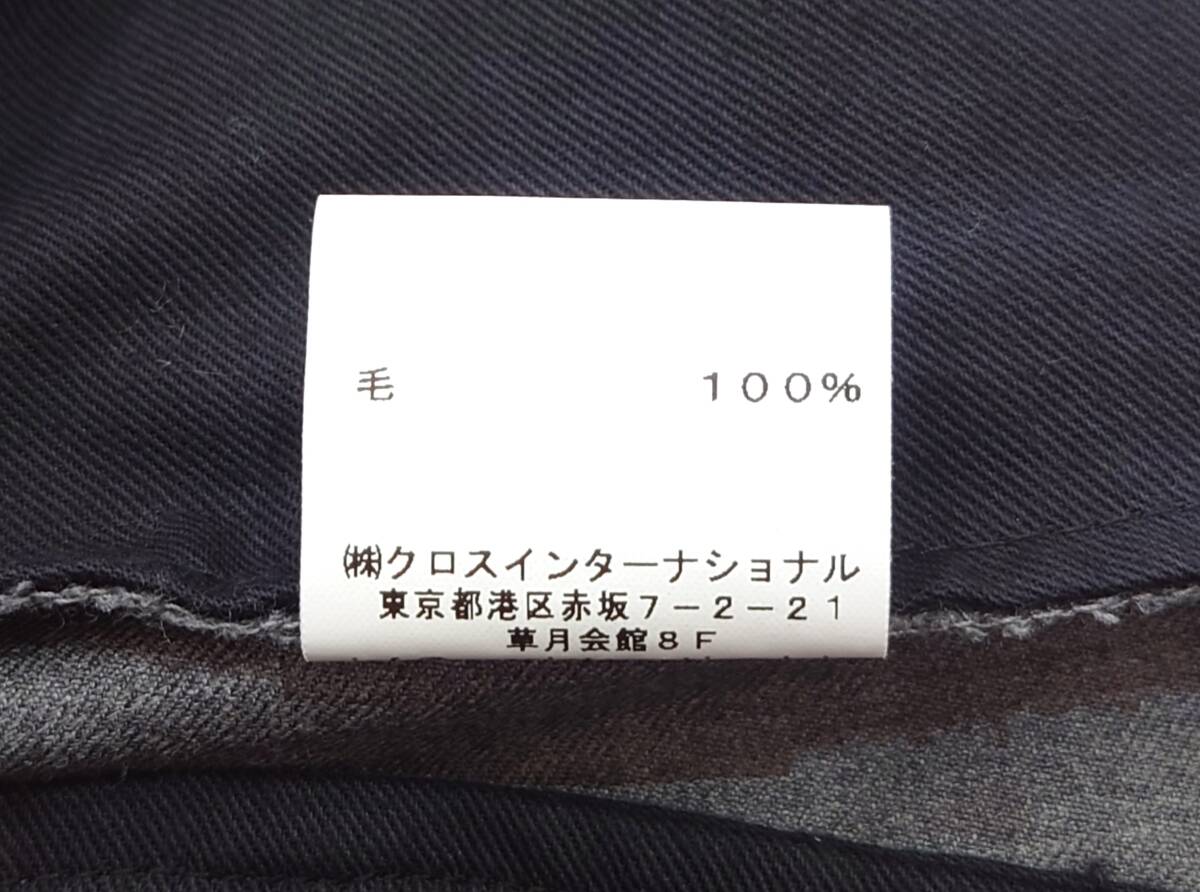 毛 100%
㈱クロスインターナショナル
東京都港区赤坂7-2-21
草月会館8F